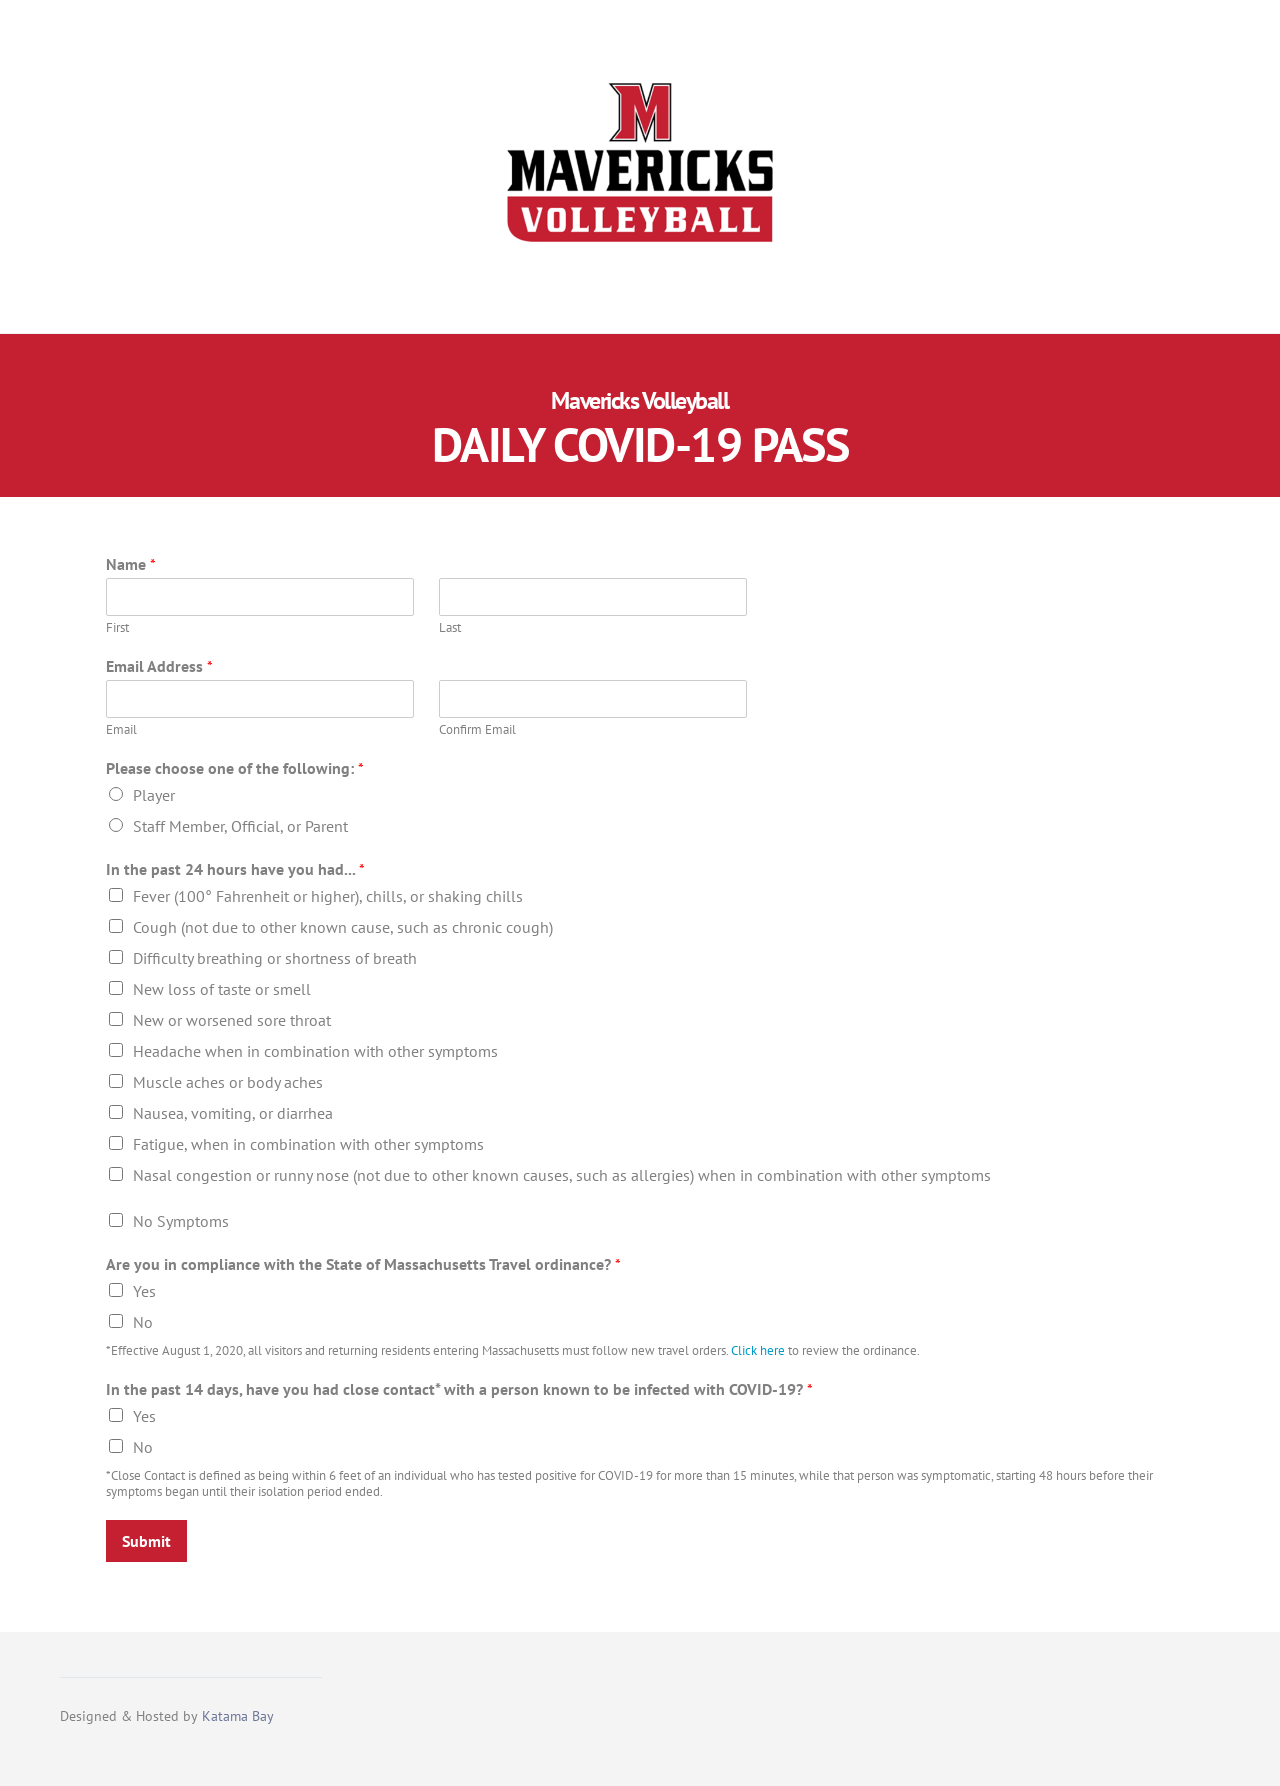 M
MAVERICKS
VOLLEYBALL
Mavericks Volleyball
DAILY COVID-19 PASS
Name *
First Last
Email Address *
Email Confirm Email
Please choose one of the following: *
Player
Staff Member, Official, or Parent
In the past 24 hours have you had... *
Fever (100° Fahrenheit or higher), chills, or shaking chills
Cough (not due to other known cause, such as chronic cough)
Difficulty breathing or shortness of breath
New loss of taste or smell
New or worsened sore throat
Headache when in combination with other symptoms
Muscle aches or body aches
Nausea, vomiting, or diarrhea
Fatigue, when in combination with other symptoms
Nasal congestion or runny nose (not due to other known causes, such as allergies) when in combination with other symptoms
No Symptoms
Are you in compliance with the State of Massachusetts Travel ordinance? *
Yes
No
*Effective August 1, 2020, all visitors and returning residents entering Massachusetts must follow new travel orders. Click here to review the ordinance.
In the past 14 days, have you had close contact* with a person known to be infected with COVID-19? *
Yes
No
*Close Contact is defined as being within 6 feet of an individual who has tested positive for COVID-19 for more than 15 minutes, while that person was symptomatic, starting 48 hours before their
symptoms began until their isolation period ended.
Submit
Designed & Hosted by Katama Bay